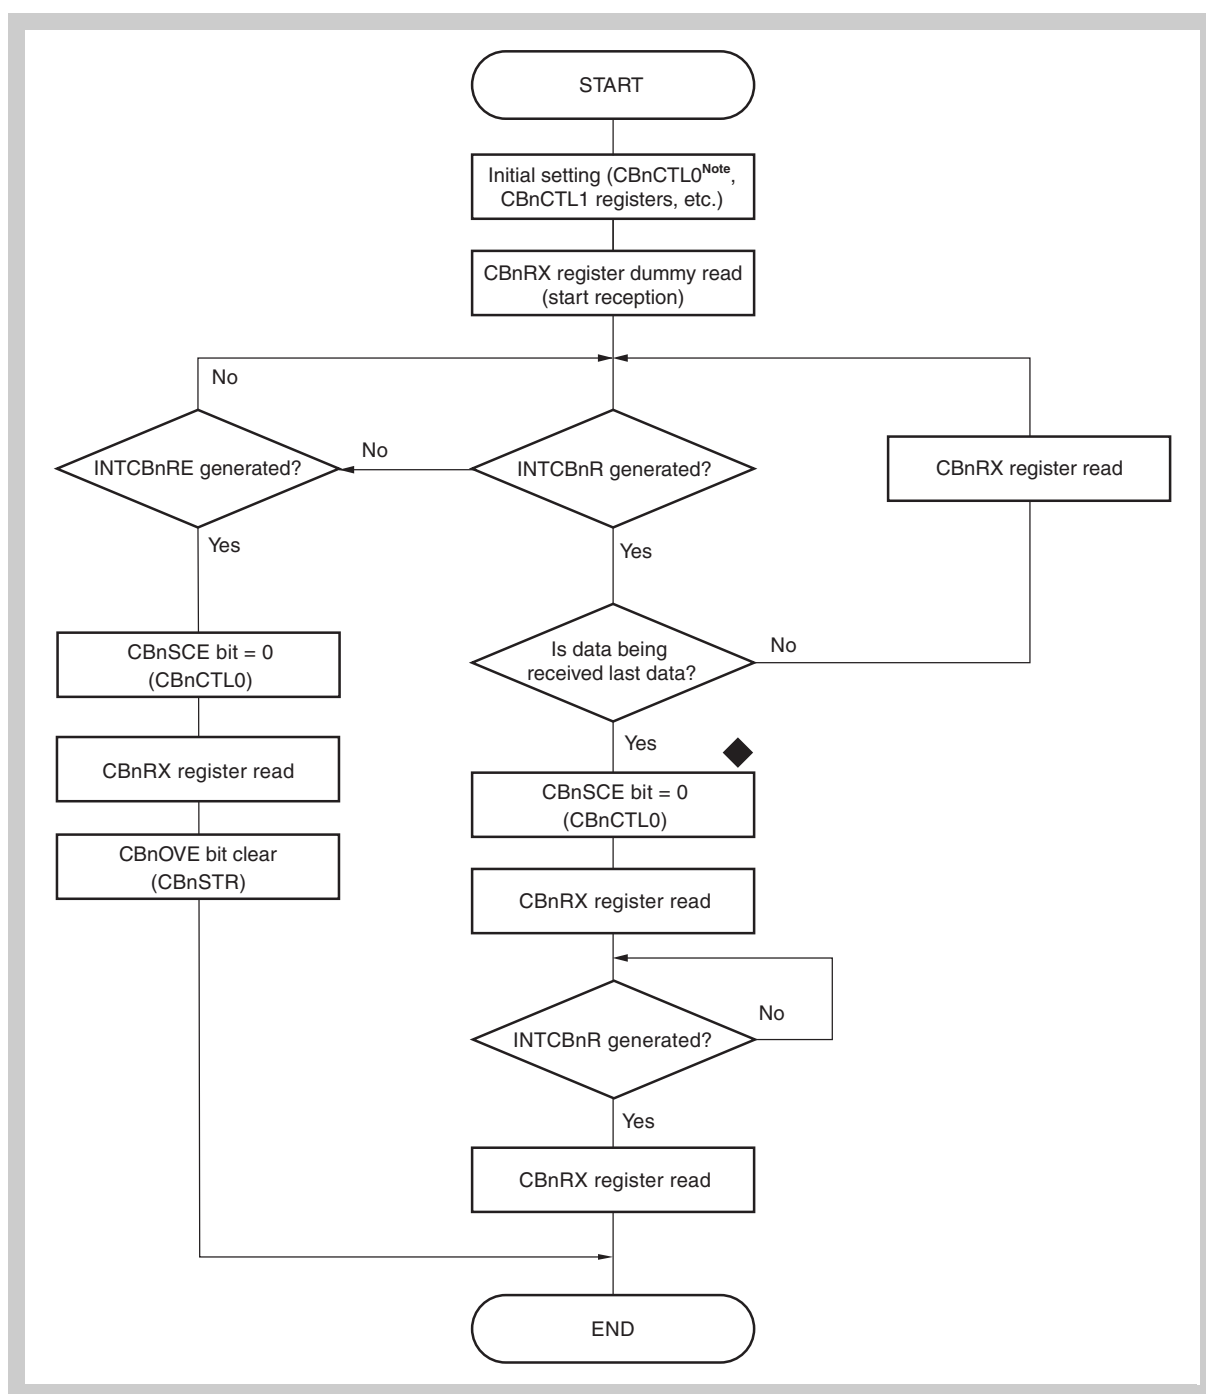 START
Initial setting (CBnCTL0Note,
CBnCTL1 registers, etc.)
CBnRX register dummy read
(start reception)
No
INTCBnRE generated?
No
INTCBnR generated?
CBnRX register read
Yes
Yes
Is data being
received last data?
No
CBnSCE bit = 0
(CBnCTL0)
CBnRX register read
CBnOVE bit clear
(CBnSTR)
Yes
CBnSCE bit = 0
(CBnCTL0)
CBnRX register read
INTCBnR generated?
No
Yes
CBnRX register read
END